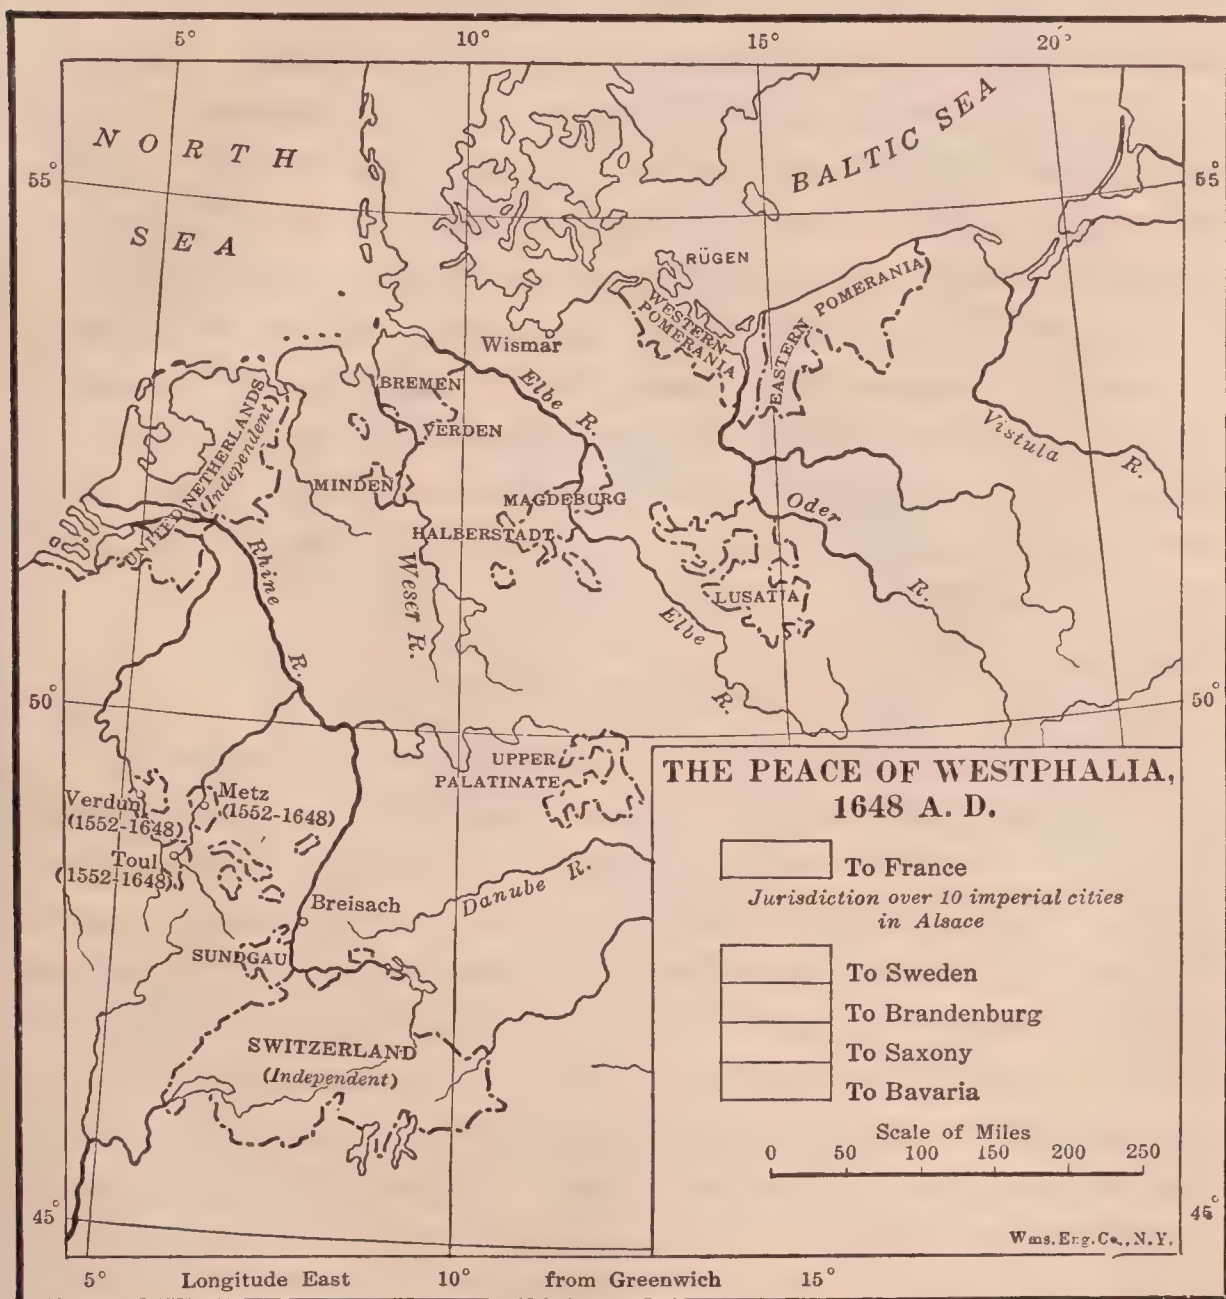 5° 10° 15° 20°
NORTH
SEA
BALTIC SEA
55° 55°
RÜGEN
WESTERN
POMERANIA
EASTERN POMERANIA
Wismar
BREMEN
Elbe R.
VERDEN
UNITED NETHERLANDS
(Independent)
MINDEN
MAGDEBURG
HALBERSTADT
Vistula R.
Oder R.
Rhine R.
Weser R.
LUSATIA
Elbe R.
50° 50°
UPPER
PALATINATE
Verdun
(1552-1648)
Metz
(1552-1648)
Toul
(1552-1648)
Breisach
Danube R.
SUNDGAU
SWITZERLAND
(Independent)
THE PEACE OF WESTPHALIA,
1648 A. D.
To France
Jurisdiction over 10 imperial cities
in Alsace
To Sweden
To Brandenburg
To Saxony
To Bavaria
Scale of Miles
0 50 100 150 200 250
45° 45°
Wms. Eng. Co., N.Y.
5° Longitude East 10° from Greenwich 15°